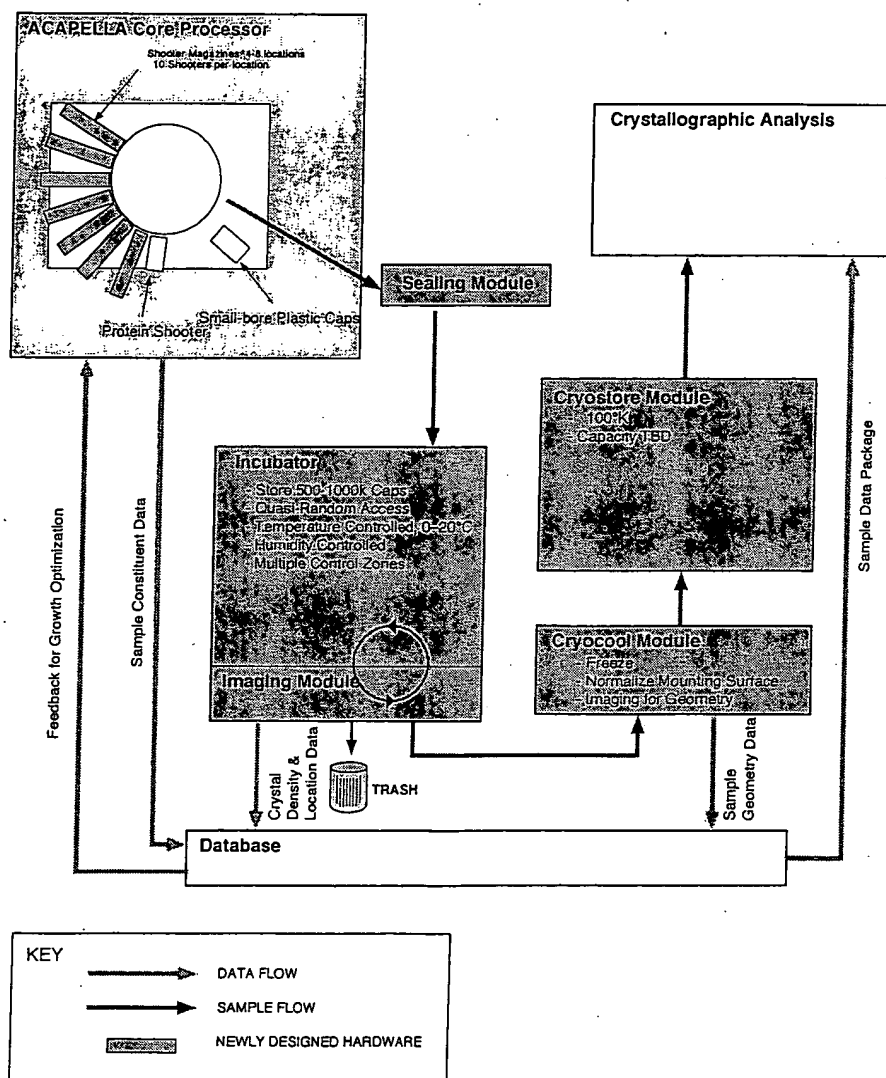 ACAPELLA Core Processor
Shooter Magazines 4-8 locations
10 Shooters per location
Protein Shooter
Small-bore Plastic Caps
Sealing Module
Crystallographic Analysis
Cryostore Module
- 100°K
- Capacity TBD
Incubator
- Store 500-1000k Caps
- Quasi-Random Access
- Temperature Controlled, 0-20°C
- Humidity Controlled
- Multiple Control Zones
Imaging Module
Cryocool Module
- Freeze
- Normalize Mounting Surface
- Imaging for Geometry
Feedback for Growth Optimization
Sample Constituent Data
Crystal
Density &
Location Data
TRASH
Sample
Geometry Data
Sample Data Package
Database
KEY
DATA FLOW
SAMPLE FLOW
NEWLY DESIGNED HARDWARE